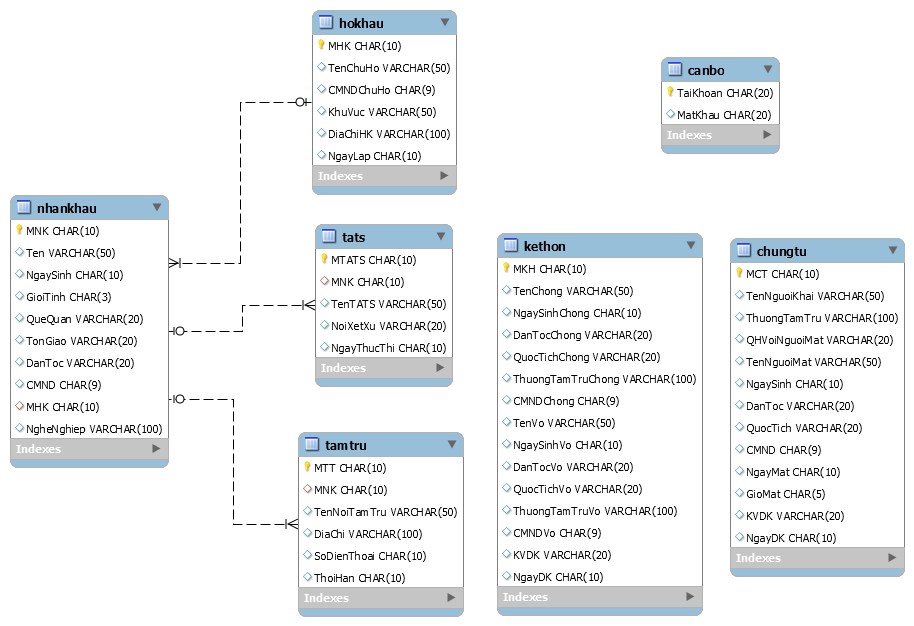 hokhau
MHK CHAR(10)
TenChuHo VARCHAR(50)
CMNDChuHo CHAR(9)
KhuVuc VARCHAR(50)
DiaChiHK VARCHAR(100)
NgayLap CHAR(10)
Indexes
canbo
TaiKhoan CHAR(20)
MatKhau CHAR(20)
Indexes
nhankhau
MNK CHAR(10)
Ten VARCHAR(50)
NgaySinh CHAR(10)
GioiTinh CHAR(3)
QueQuan VARCHAR(20)
TonGiao VARCHAR(20)
DanToc VARCHAR(20)
CMND CHAR(9)
MHK CHAR(10)
NgheNghiep VARCHAR(100)
Indexes
tats
MTATS CHAR(10)
MNK CHAR(10)
TenTATS VARCHAR(50)
NoiXetXu VARCHAR(20)
NgayThucThi CHAR(10)
Indexes
tamtru
MTT CHAR(10)
MNK CHAR(10)
TenNoiTamTru VARCHAR(50)
DiaChi VARCHAR(100)
SoDienThoai CHAR(10)
ThoiHan CHAR(10)
Indexes
kethon
MKH CHAR(10)
TenChong VARCHAR(50)
NgaySinhChong CHAR(10)
DanTocChong VARCHAR(20)
QuocTichChong VARCHAR(20)
ThuongTamTruChong VARCHAR(100)
CMNDChong CHAR(9)
TenVo VARCHAR(50)
NgaySinhVo CHAR(10)
DanTocVo VARCHAR(20)
QuocTichVo VARCHAR(20)
ThuongTamTruVo VARCHAR(100)
CMNDVo CHAR(9)
KVDK VARCHAR(20)
NgayDK CHAR(10)
Indexes
chungtu
MCT CHAR(10)
TenNguoiKhai VARCHAR(50)
ThuongTamTru VARCHAR(100)
QHVoiNguoiMat VARCHAR(20)
TenNguoiMat VARCHAR(50)
NgaySinh CHAR(10)
DanToc VARCHAR(20)
QuocTich VARCHAR(20)
CMND CHAR(9)
NgayMat CHAR(10)
GioMat CHAR(5)
KVDK VARCHAR(20)
NgayDK CHAR(10)
Indexes